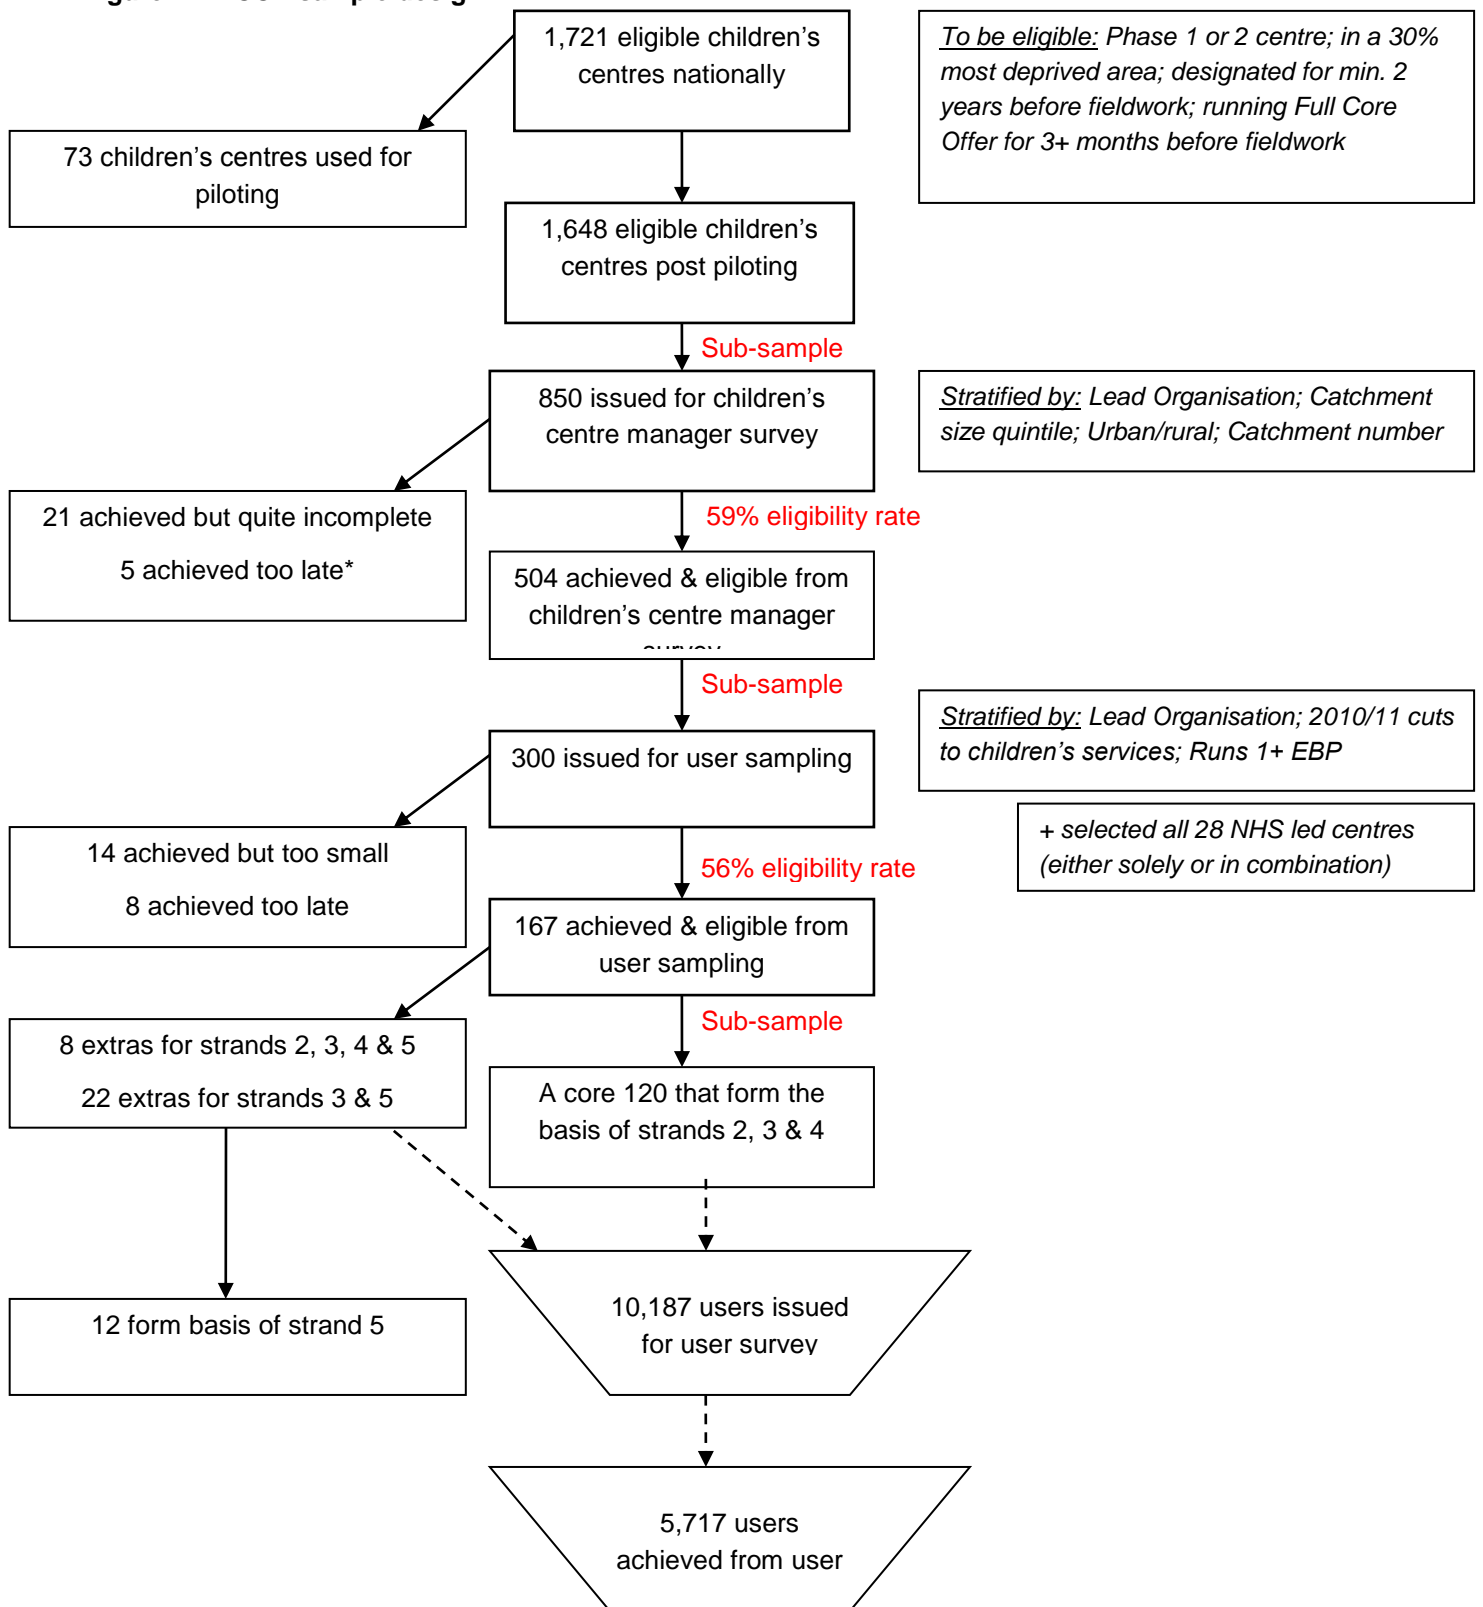 1,721 eligible children’s
centres nationally
To be eligible: Phase 1 or 2 centre; in a 30%
most deprived area; designated for min. 2
years before fieldwork; running Full Core
Offer for 3+ months before fieldwork
73 children’s centres used for
piloting
1,648 eligible children’s
centres post piloting
Sub-sample
850 issued for children’s
centre manager survey
Stratified by: Lead Organisation; Catchment
size quintile; Urban/rural; Catchment number
21 achieved but quite incomplete
5 achieved too late*
59% eligibility rate
504 achieved & eligible from
children’s centre manager
Sub-sample
Stratified by: Lead Organisation; 2010/11 cuts
to children’s services; Runs 1+ EBP
300 issued for user sampling
+ selected all 28 NHS led centres
(either solely or in combination)
14 achieved but too small
8 achieved too late
56% eligibility rate
167 achieved & eligible from
user sampling
8 extras for strands 2, 3, 4 & 5
22 extras for strands 3 & 5
Sub-sample
A core 120 that form the
basis of strands 2, 3 & 4
12 form basis of strand 5
10,187 users issued
for user survey
5,717 users
achieved from user